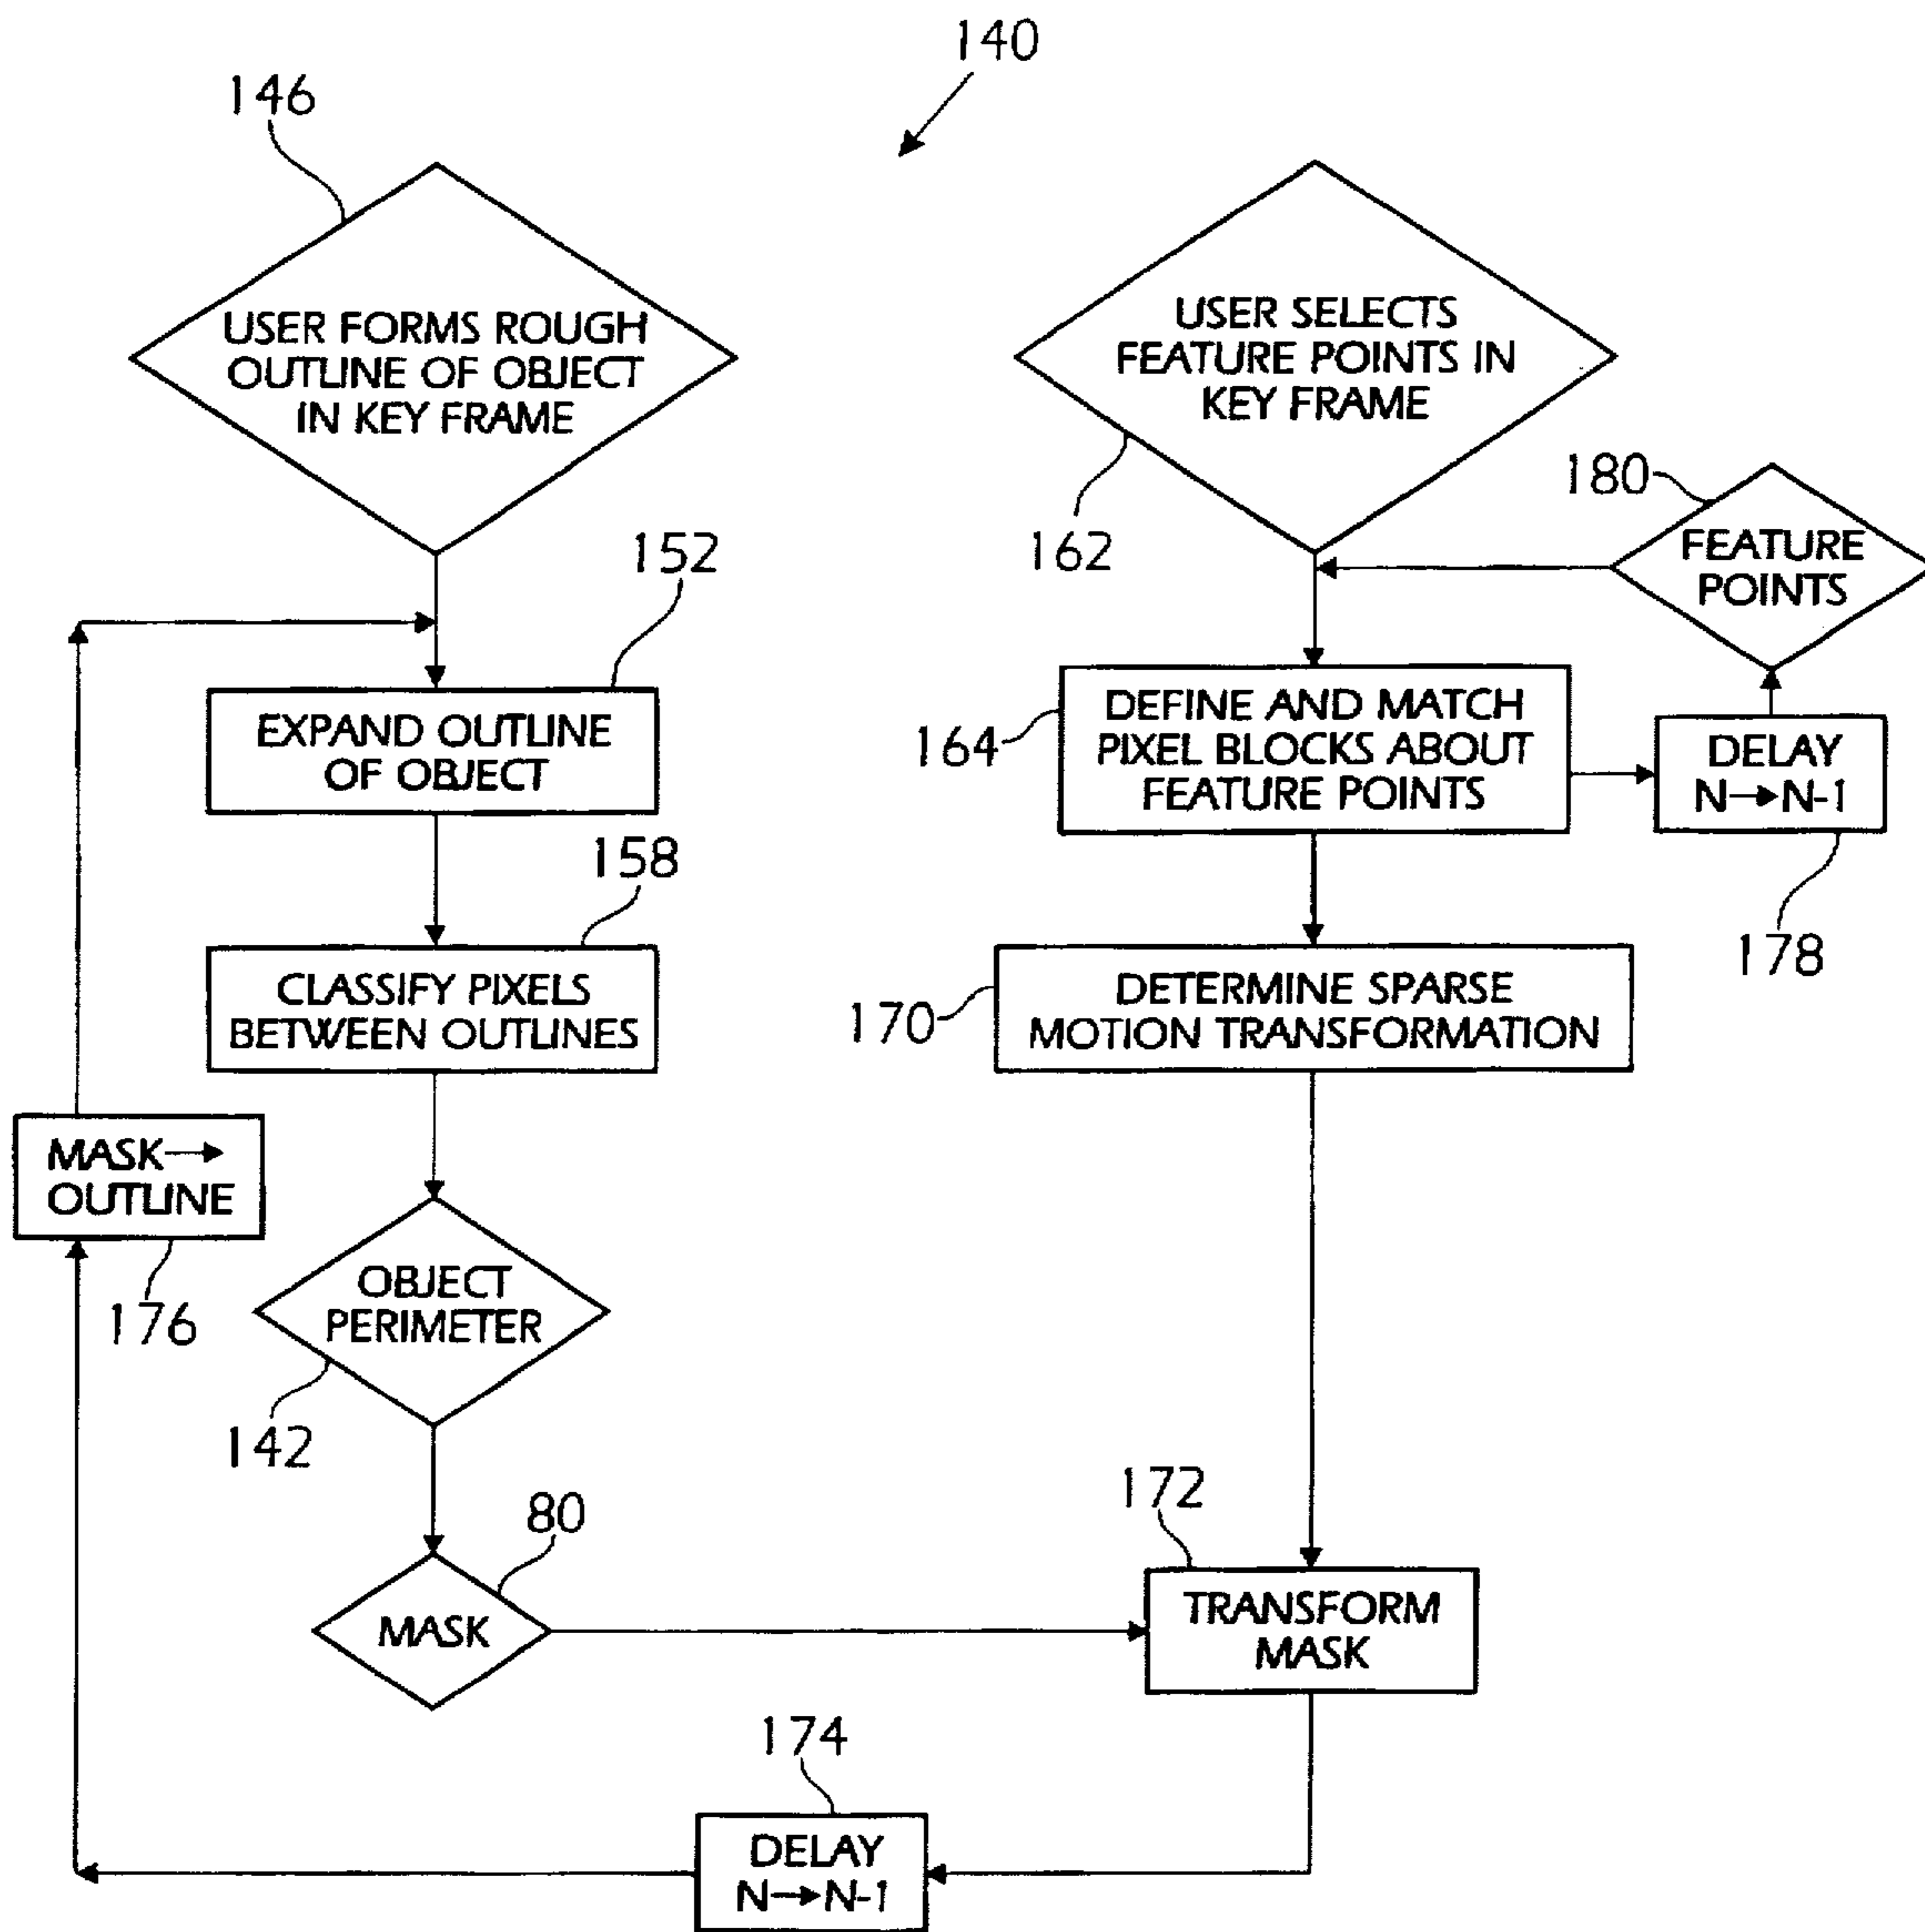 140
146
USER FORMS ROUGH
OUTLINE OF OBJECT
IN KEY FRAME
USER SELECTS
FEATURE POINTS IN
KEY FRAME
162
180
FEATURE
POINTS
152
EXPAND OUTLINE
OF OBJECT
164
DEFINE AND MATCH
PIXEL BLOCKS ABOUT
FEATURE POINTS
DELAY
N→N-1
178
158
CLASSIFY PIXELS
BETWEEN OUTLINES
170
DETERMINE SPARSE
MOTION TRANSFORMATION
MASK→
OUTLINE
176
OBJECT
PERIMETER
142
80
MASK
172
TRANSFORM
MASK
174
DELAY
N→N-1